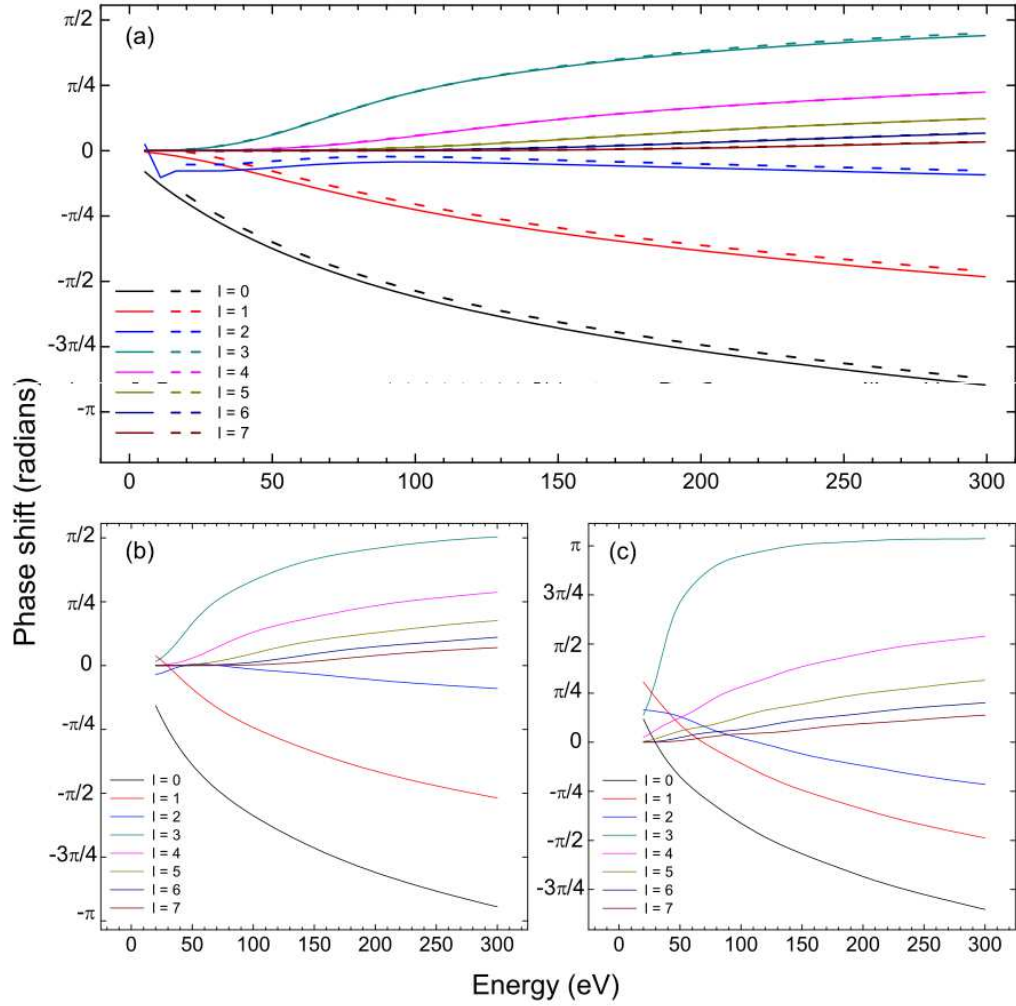 Phase shift (radians)
(a)
π/2
π/4
0
-π/4
-π/2
-3π/4
-π
l = 0
l = 1
l = 2
l = 3
l = 4
l = 5
l = 6
l = 7
0 50 100 150 200 250 300
(b)
π/2
π/4
0
-π/4
-π/2
-3π/4
-π
l = 0
l = 1
l = 2
l = 3
l = 4
l = 5
l = 6
l = 7
0 50 100 150 200 250 300
(c)
π
3π/4
π/2
π/4
0
-π/4
-π/2
-3π/4
l = 0
l = 1
l = 2
l = 3
l = 4
l = 5
l = 6
l = 7
0 50 100 150 200 250 300
Energy (eV)